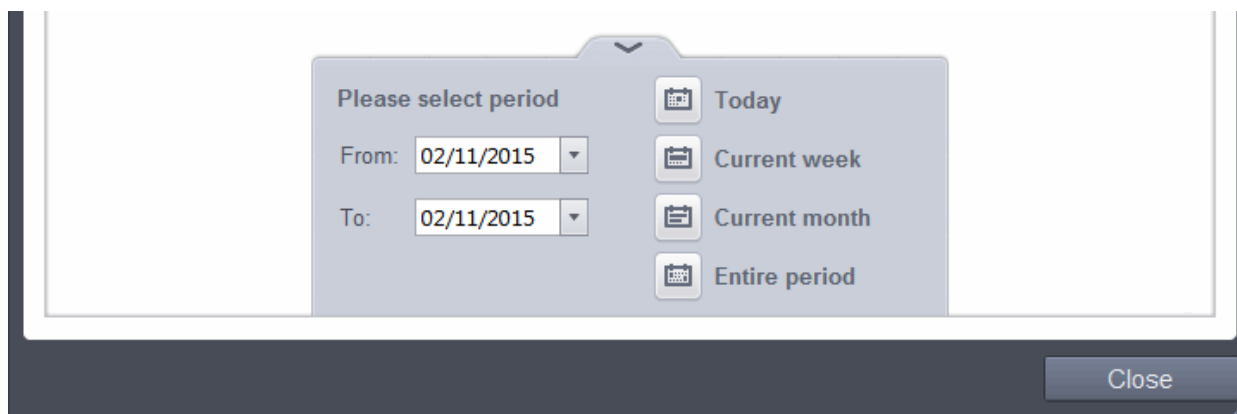 Please select period
From: 02/11/2015
To: 02/11/2015
Today
Current week
Current month
Entire period
Close